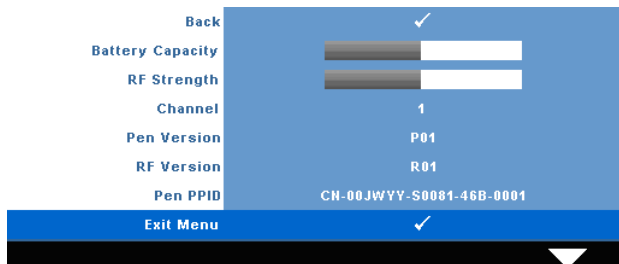 Back ✓
Battery Capacity
RF Strength
Channel 1
Pen Version P01
RF Version R01
Pen PPID CN-00JWYY-S0081-46B-0001
Exit Menu ✓